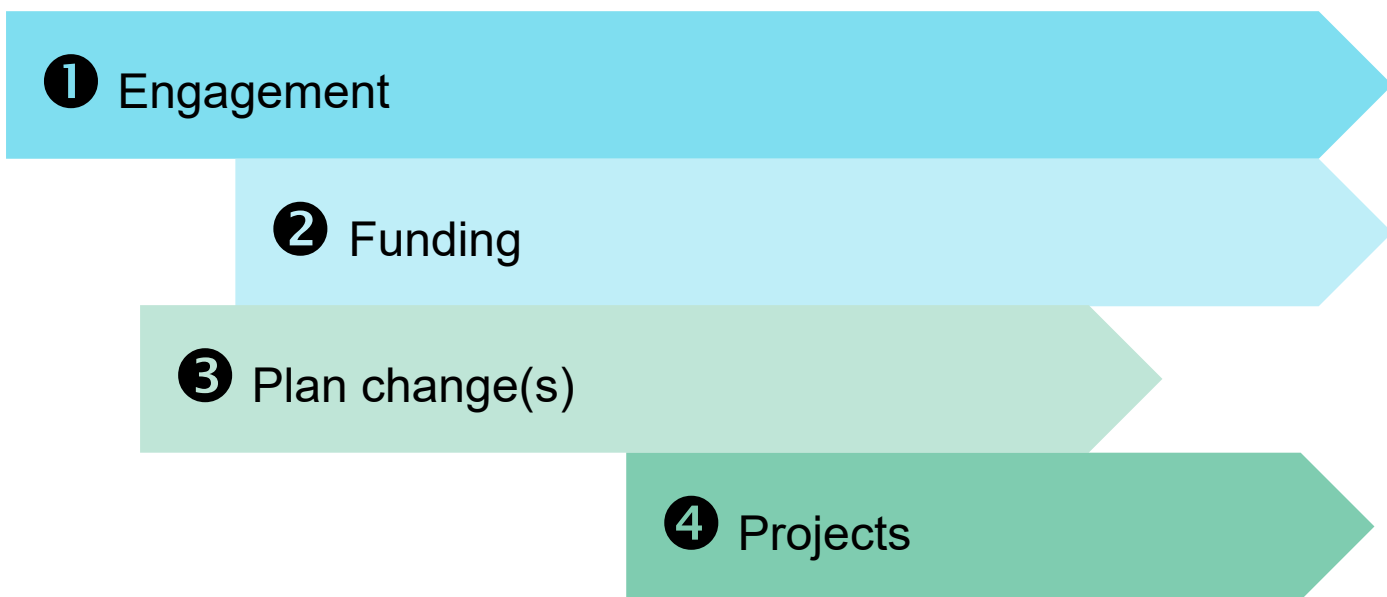 ❶ Engagement
❷ Funding
❸ Plan change(s)
❹ Projects